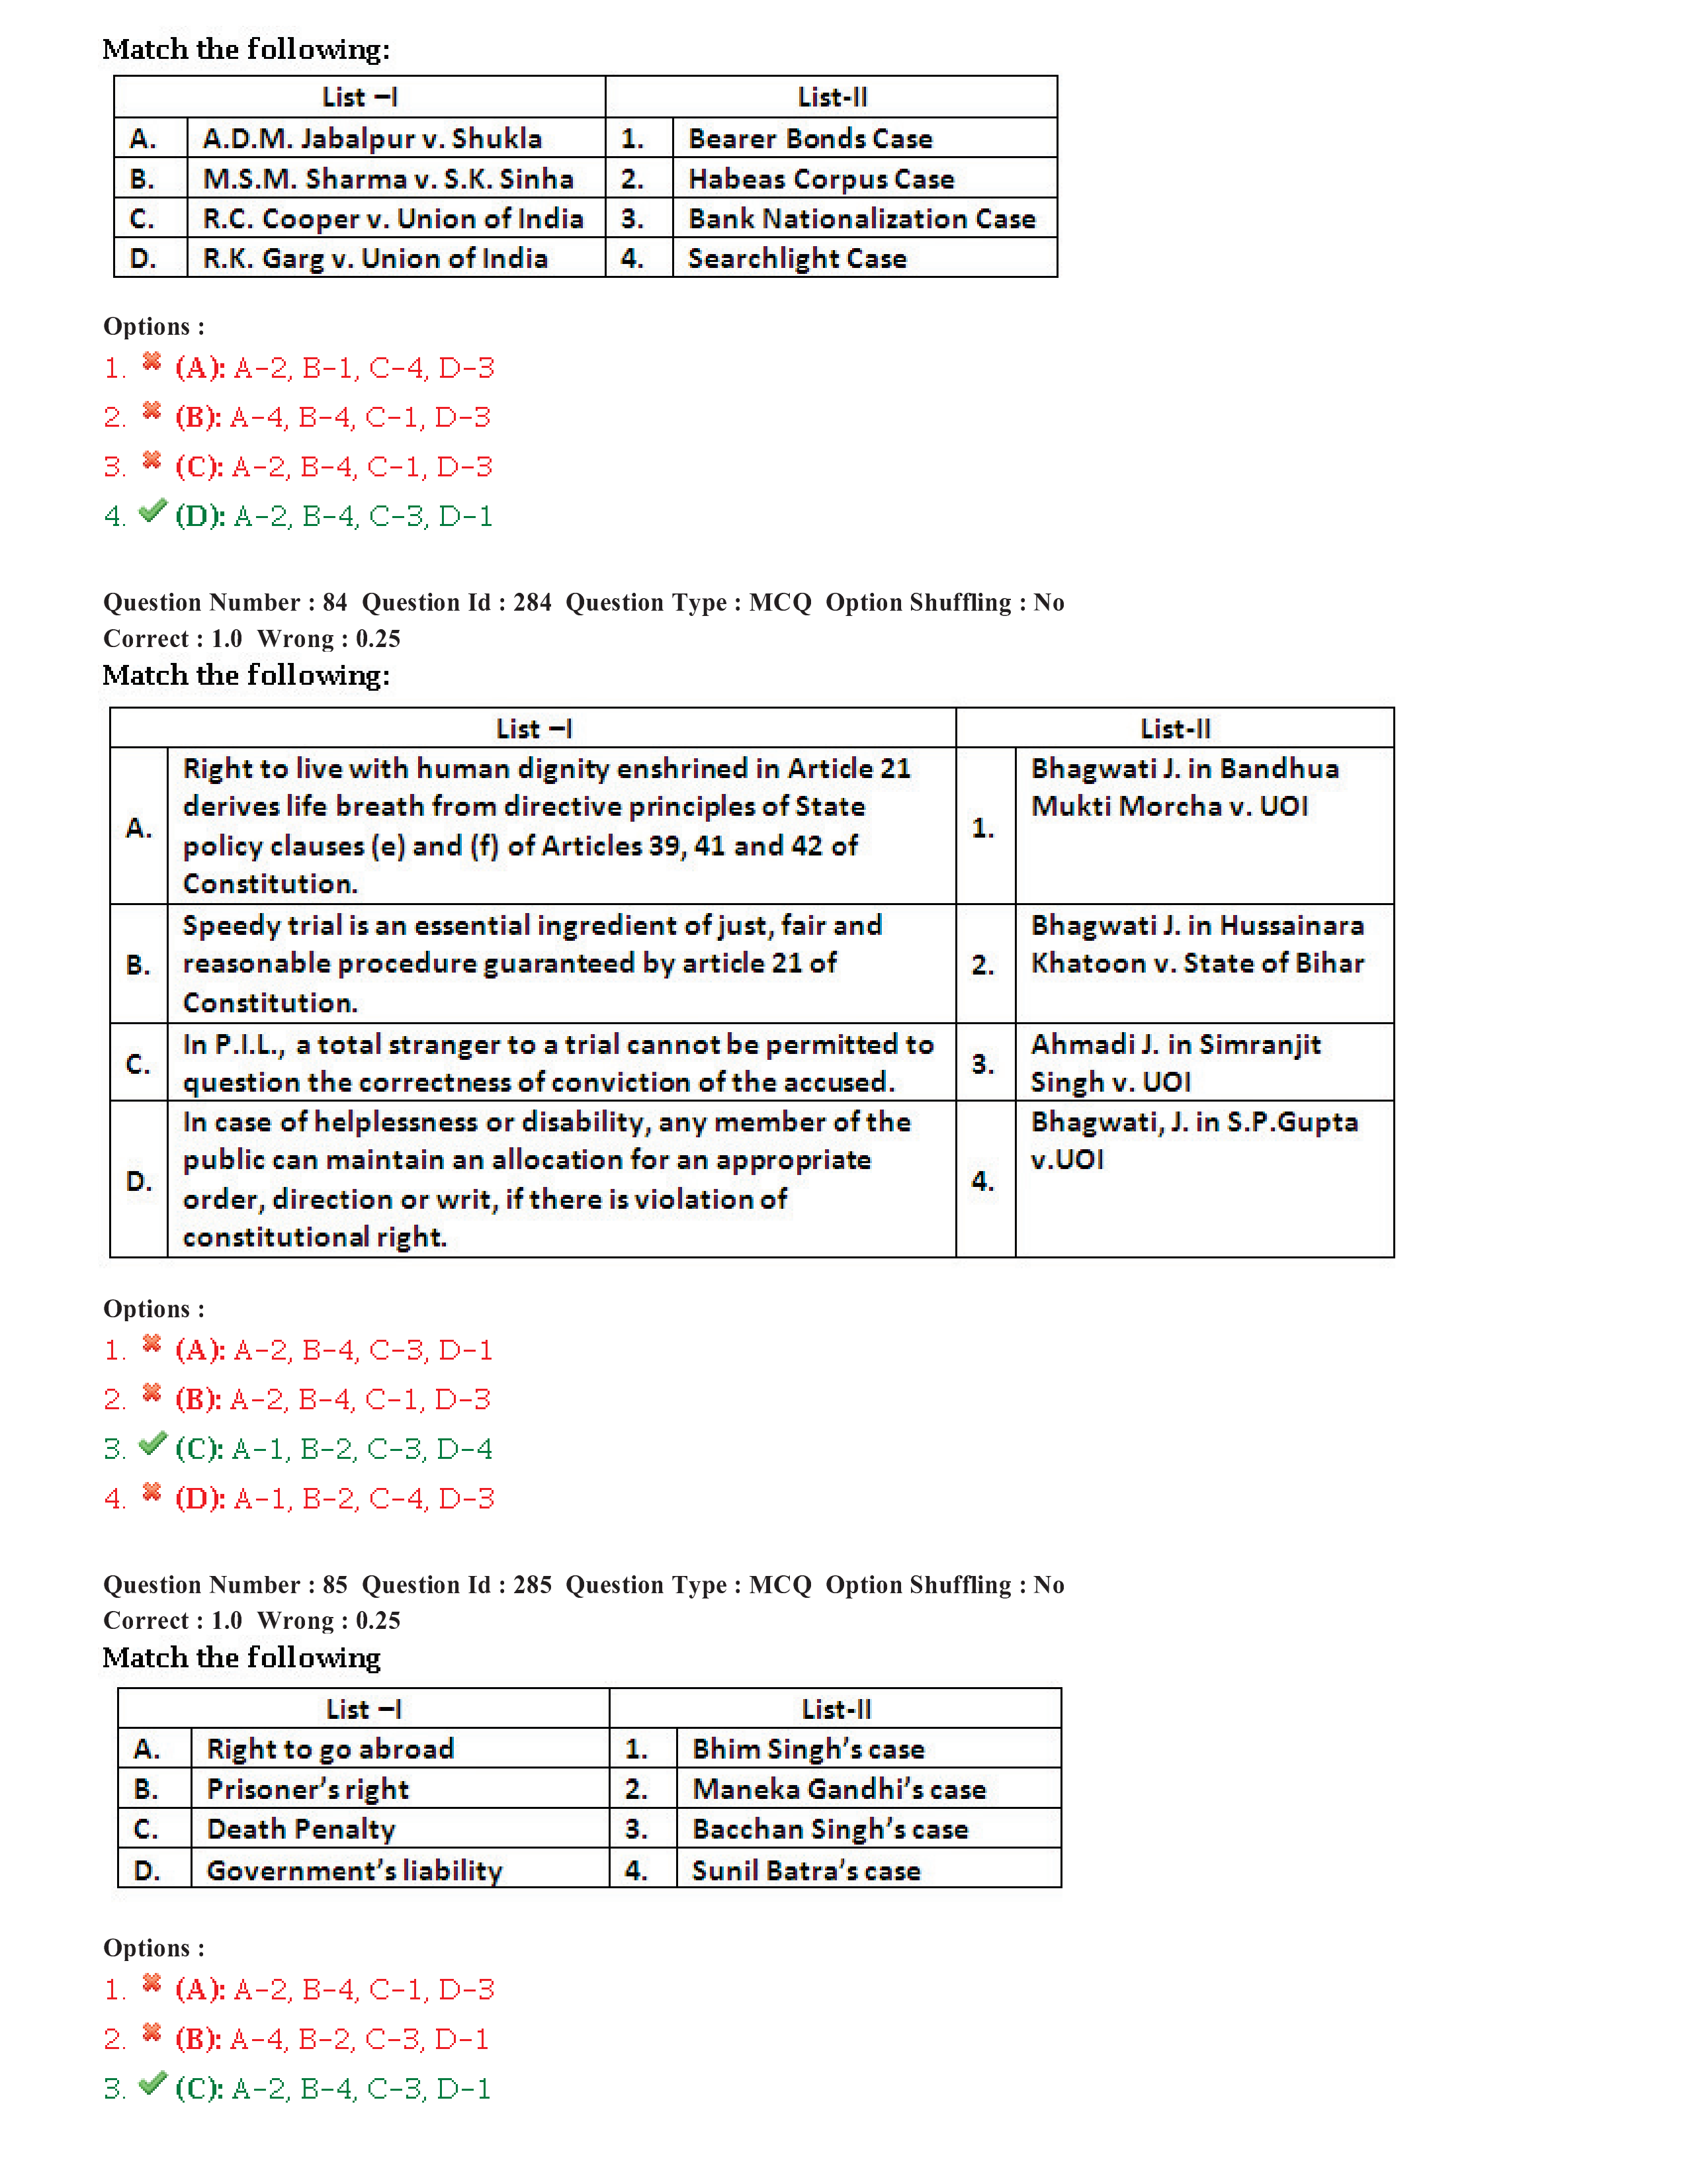 Match the following:
List –I List-II
A. A.D.M. Jabalpur v. Shukla 1. Bearer Bonds Case
B. M.S.M. Sharma v. S.K. Sinha 2. Habeas Corpus Case
C. R.C. Cooper v. Union of India 3. Bank Nationalization Case
D. R.K. Garg v. Union of India 4. Searchlight Case
Options :
1. (A): A-2, B-1, C-4, D-3
2. (B): A-4, B-4, C-1, D-3
3. (C): A-2, B-4, C-1, D-3
4. (D): A-2, B-4, C-3, D-1
Question Number : 84 Question Id : 284 Question Type : MCQ Option Shuffling : No
Correct : 1.0 Wrong : 0.25
Match the following:
List –I List-II
A. Right to live with human dignity enshrined in Article 21
derives life breath from directive principles of State
policy clauses (e) and (f) of Articles 39, 41 and 42 of
Constitution.
1. Bhagwati J. in Bandhua
Mukti Morcha v. UOI
B. Speedy trial is an essential ingredient of just, fair and
reasonable procedure guaranteed by article 21 of
Constitution.
2. Bhagwati J. in Hussainara
Khatoon v. State of Bihar
C. In P.I.L., a total stranger to a trial cannot be permitted to
question the correctness of conviction of the accused.
3. Ahmadi J. in Simranjit
Singh v. UOI
D. In case of helplessness or disability, any member of the
public can maintain an allocation for an appropriate
order, direction or writ, if there is violation of
constitutional right.
4. Bhagwati, J. in S.P.Gupta
v.UOI
Options :
1. (A): A-2, B-4, C-3, D-1
2. (B): A-2, B-4, C-1, D-3
3. (C): A-1, B-2, C-3, D-4
4. (D): A-1, B-2, C-4, D-3
Question Number : 85 Question Id : 285 Question Type : MCQ Option Shuffling : No
Correct : 1.0 Wrong : 0.25
Match the following
List –I List-II
A. Right to go abroad 1. Bhim Singh's case
B. Prisoner's right 2. Maneka Gandhi's case
C. Death Penalty 3. Bacchan Singh's case
D. Government's liability 4. Sunil Batra's case
Options :
1. (A): A-2, B-4, C-1, D-3
2. (B): A-4, B-2, C-3, D-1
3. (C): A-2, B-4, C-3, D-1